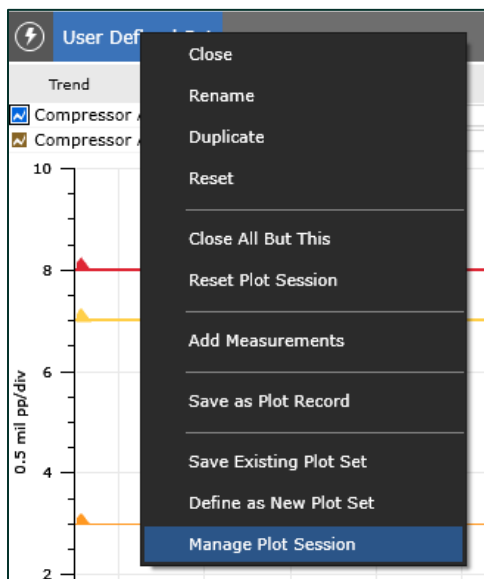 User Def
Trend
Close
Rename
Duplicate
Reset
Close All But This
Reset Plot Session
Add Measurements
Save as Plot Record
Save Existing Plot Set
Define as New Plot Set
Manage Plot Session
Compressor
Compressor
10
8
6
4
2
0.5 mil pp/div